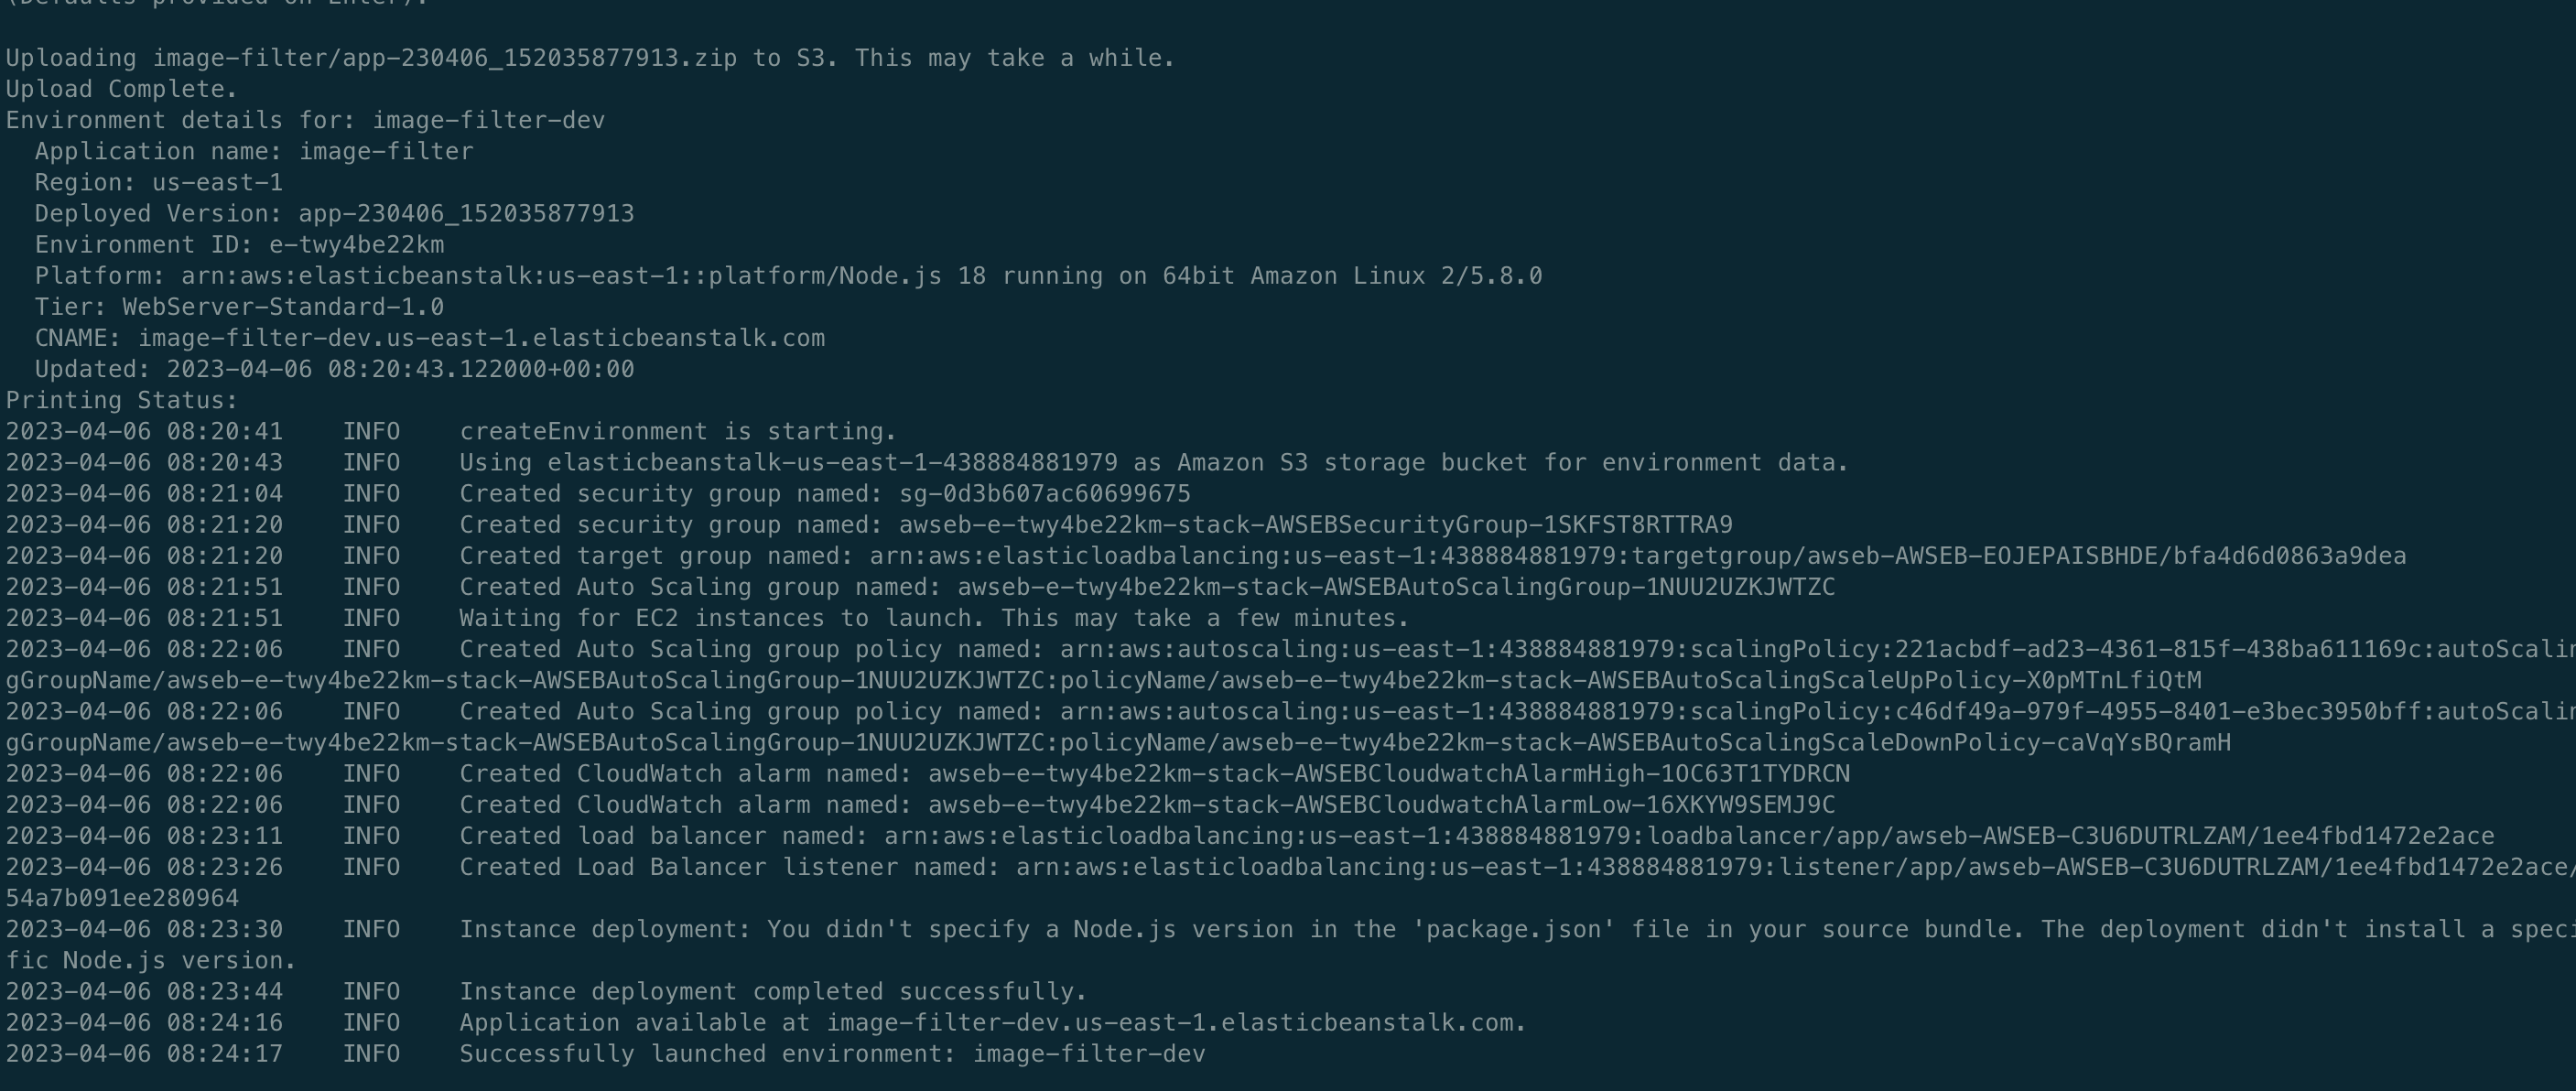 (Defaults provided on Enter).
Uploading image-filter/app-230406_152035877913.zip to S3. This may take a while.
Upload Complete.
Environment details for: image-filter-dev
  Application name: image-filter
  Region: us-east-1
  Deployed Version: app-230406_152035877913
  Environment ID: e-twy4be22km
  Platform: arn:aws:elasticbeanstalk:us-east-1::platform/Node.js 18 running on 64bit Amazon Linux 2/5.8.0
  Tier: WebServer-Standard-1.0
  CNAME: image-filter-dev.us-east-1.elasticbeanstalk.com
  Updated: 2023-04-06 08:20:43.122000+00:00
Printing Status:
2023-04-06 08:20:41    INFO    createEnvironment is starting.
2023-04-06 08:20:43    INFO    Using elasticbeanstalk-us-east-1-438884881979 as Amazon S3 storage bucket for environment data.
2023-04-06 08:21:04    INFO    Created security group named: sg-0d3b607ac60699675
2023-04-06 08:21:20    INFO    Created security group named: awseb-e-twy4be22km-stack-AWSEBSecurityGroup-1SKFST8RTTRA9
2023-04-06 08:21:20    INFO    Created target group named: arn:aws:elasticloadbalancing:us-east-1:438884881979:targetgroup/awseb-AWSEB-EOJEPAISBHDE/bfa4d6d0863a9dea
2023-04-06 08:21:51    INFO    Created Auto Scaling group named: awseb-e-twy4be22km-stack-AWSEBAutoScalingGroup-1NUU2UZKJWTZC
2023-04-06 08:21:51    INFO    Waiting for EC2 instances to launch. This may take a few minutes.
2023-04-06 08:22:06    INFO    Created Auto Scaling group policy named: arn:aws:autoscaling:us-east-1:438884881979:scalingPolicy:221acbdf-ad23-4361-815f-438ba611169c:autoScalin
gGroupName/awseb-e-twy4be22km-stack-AWSEBAutoScalingGroup-1NUU2UZKJWTZC:policyName/awseb-e-twy4be22km-stack-AWSEBAutoScalingScaleUpPolicy-X0pMTnLfiQtM
2023-04-06 08:22:06    INFO    Created Auto Scaling group policy named: arn:aws:autoscaling:us-east-1:438884881979:scalingPolicy:c46df49a-979f-4955-8401-e3bec3950bff:autoScalin
gGroupName/awseb-e-twy4be22km-stack-AWSEBAutoScalingGroup-1NUU2UZKJWTZC:policyName/awseb-e-twy4be22km-stack-AWSEBAutoScalingScaleDownPolicy-caVqYsBQramH
2023-04-06 08:22:06    INFO    Created CloudWatch alarm named: awseb-e-twy4be22km-stack-AWSEBCloudwatchAlarmHigh-1OC63T1TYDRCN
2023-04-06 08:22:06    INFO    Created CloudWatch alarm named: awseb-e-twy4be22km-stack-AWSEBCloudwatchAlarmLow-16XKYW9SEMJ9C
2023-04-06 08:23:11    INFO    Created load balancer named: arn:aws:elasticloadbalancing:us-east-1:438884881979:loadbalancer/app/awseb-AWSEB-C3U6DUTRLZAM/1ee4fbd1472e2ace
2023-04-06 08:23:26    INFO    Created Load Balancer listener named: arn:aws:elasticloadbalancing:us-east-1:438884881979:listener/app/awseb-AWSEB-C3U6DUTRLZAM/1ee4fbd1472e2ace/
54a7b091ee280964
2023-04-06 08:23:30    INFO    Instance deployment: You didn't specify a Node.js version in the 'package.json' file in your source bundle. The deployment didn't install a speci
fic Node.js version.
2023-04-06 08:23:44    INFO    Instance deployment completed successfully.
2023-04-06 08:24:16    INFO    Application available at image-filter-dev.us-east-1.elasticbeanstalk.com.
2023-04-06 08:24:17    INFO    Successfully launched environment: image-filter-dev